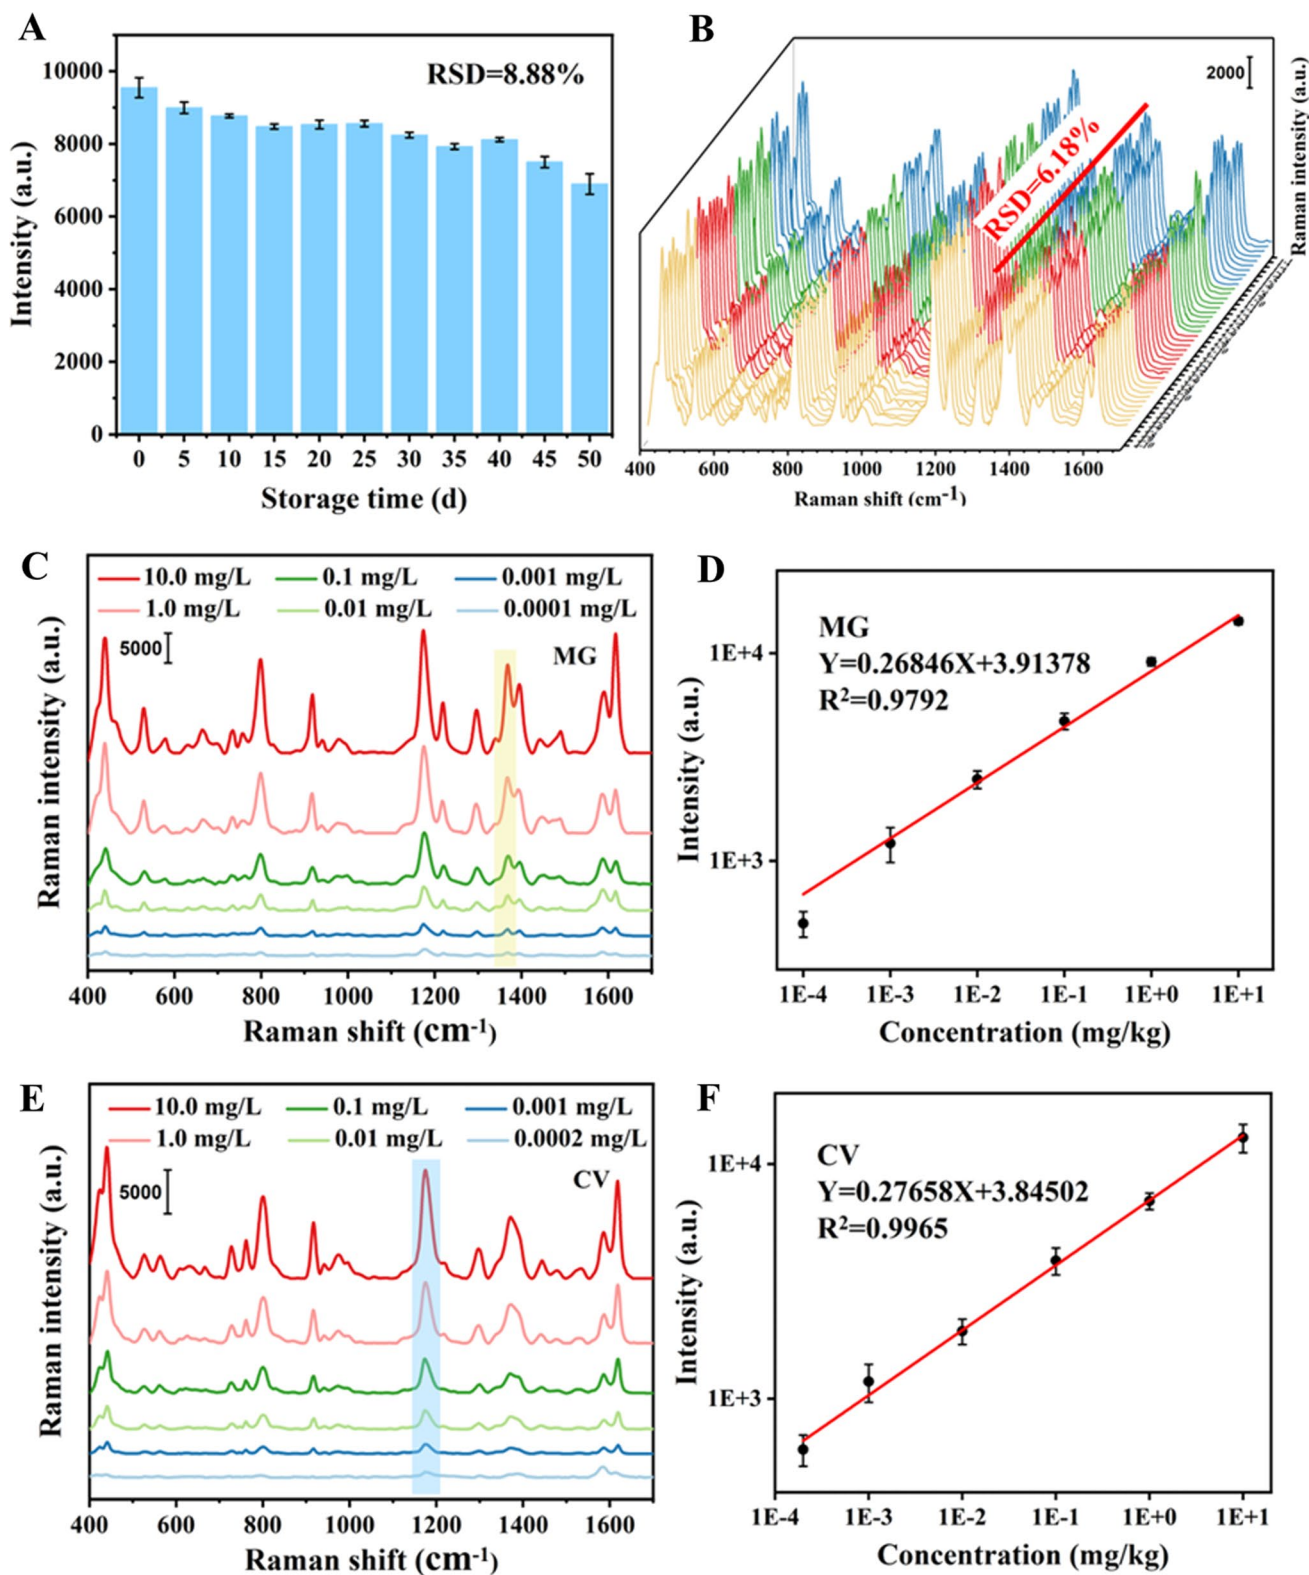 A
RSD=8.88%
10000
8000
6000
4000
2000
0
Intensity (a.u.)
0 5 10 15 20 25 30 35 40 45 50
Storage time (d)
B
2000
RSD=6.18%
Raman intensity (a.u.)
400 600 800 1000 1200 1400 1600
Raman shift (cm-1)
C
10.0 mg/L 0.1 mg/L 0.001 mg/L
1.0 mg/L 0.01 mg/L 0.0001 mg/L
5000
MG
Raman intensity (a.u.)
400 600 800 1000 1200 1400 1600
Raman shift (cm-1)
D
MG
Y=0.26846X+3.91378
R2=0.9792
1E+4
1E+3
Intensity (a.u.)
1E-4 1E-3 1E-2 1E-1 1E+0 1E+1
Concentration (mg/kg)
E
10.0 mg/L 0.1 mg/L 0.001 mg/L
1.0 mg/L 0.01 mg/L 0.0002 mg/L
5000
CV
Raman intensity (a.u.)
400 600 800 1000 1200 1400 1600
Raman shift (cm-1)
F
CV
Y=0.27658X+3.84502
R2=0.9965
1E+4
1E+3
Intensity (a.u.)
1E-4 1E-3 1E-2 1E-1 1E+0 1E+1
Concentration (mg/kg)